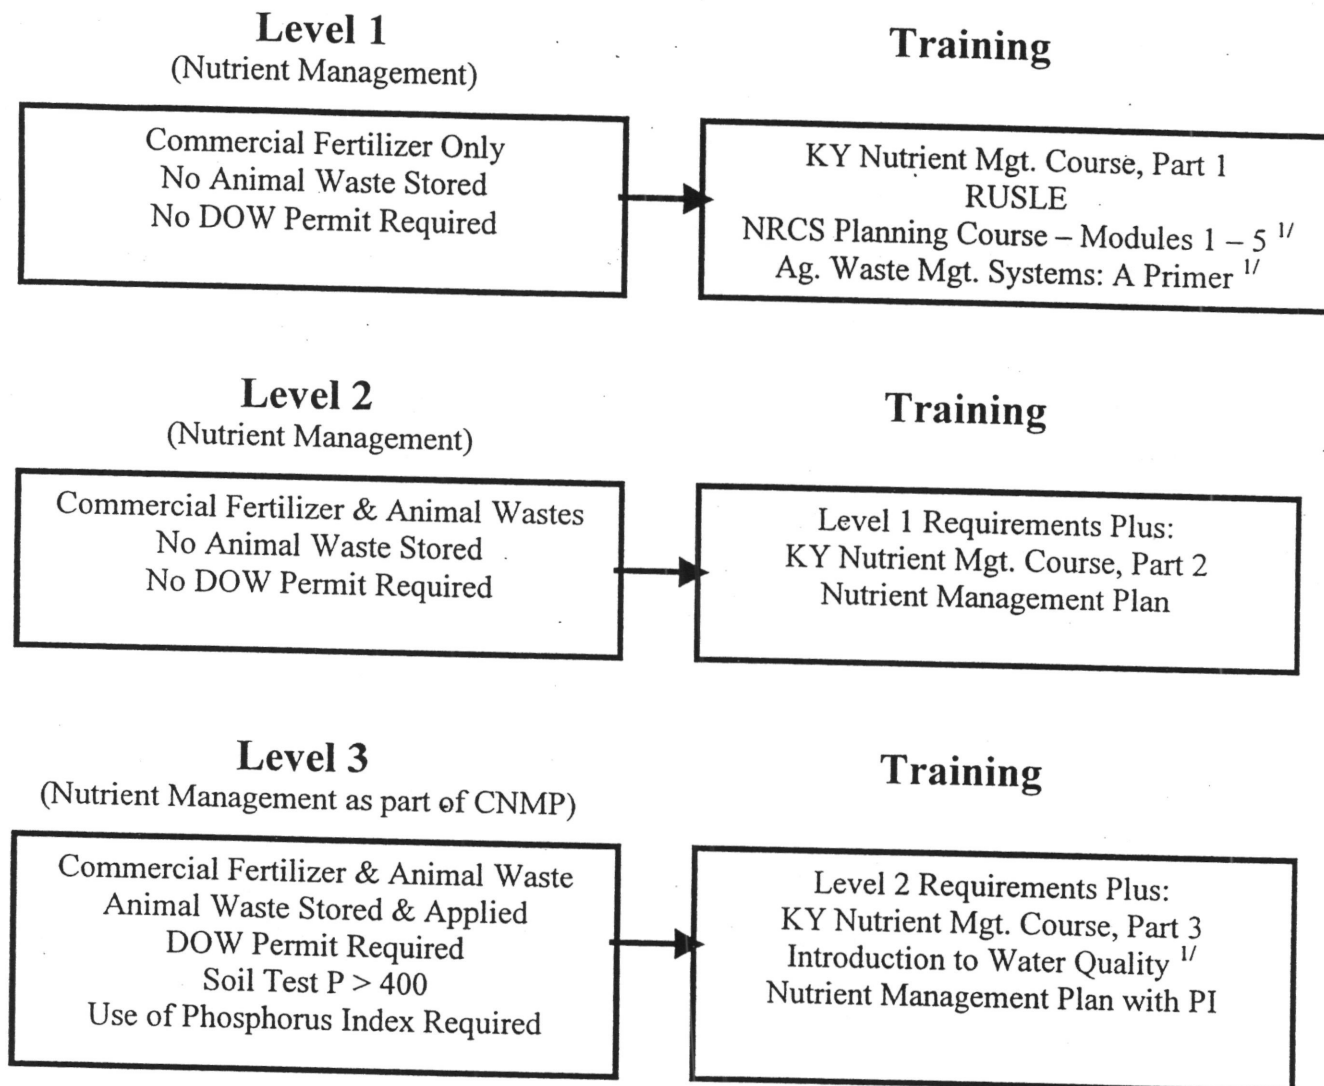 Level 1
(Nutrient Management)
Commercial Fertilizer Only
No Animal Waste Stored
No DOW Permit Required
Training
KY Nutrient Mgt. Course, Part 1
RUSLE
NRCS Planning Course – Modules 1 – 5 1/
Ag. Waste Mgt. Systems: A Primer 1/
Level 2
(Nutrient Management)
Commercial Fertilizer & Animal Wastes
No Animal Waste Stored
No DOW Permit Required
Training
Level 1 Requirements Plus:
KY Nutrient Mgt. Course, Part 2
Nutrient Management Plan
Level 3
(Nutrient Management as part of CNMP)
Commercial Fertilizer & Animal Waste
Animal Waste Stored & Applied
DOW Permit Required
Soil Test P > 400
Use of Phosphorus Index Required
Training
Level 2 Requirements Plus:
KY Nutrient Mgt. Course, Part 3
Introduction to Water Quality 1/
Nutrient Management Plan with PI